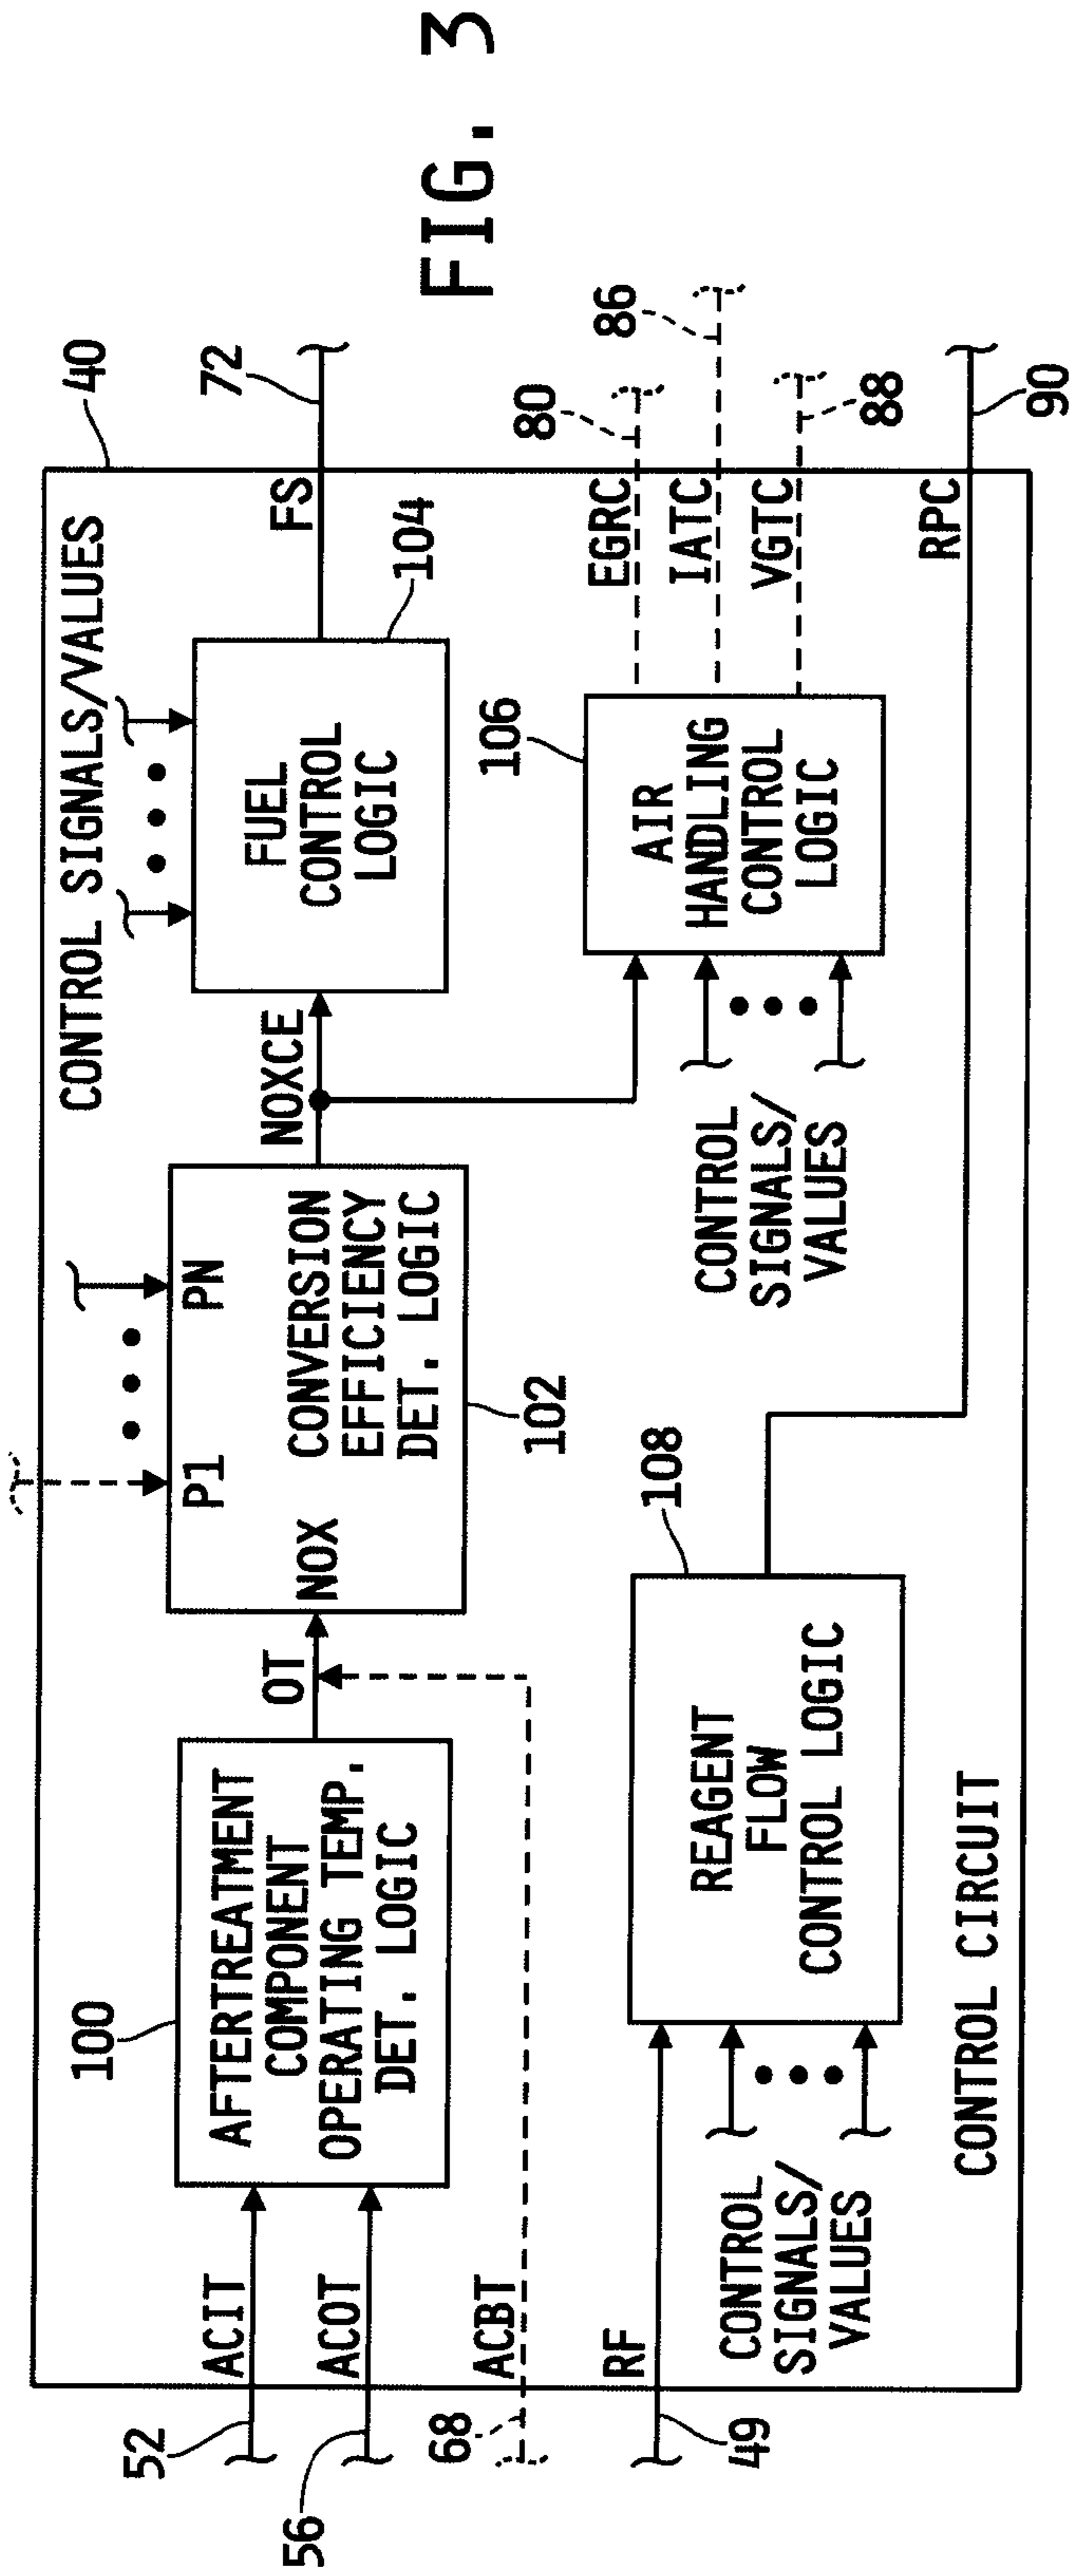 40
CONTROL SIGNALS/VALUES
100
AFTERTREATMENT
COMPONENT
OPERATING TEMP.
DET. LOGIC
52
ACIT
56
ACOT
68
ACBT
OT
P1
PN
NOX
CONVERSION
EFFICIENCY
DET. LOGIC
102
NOXCE
FUEL
CONTROL
LOGIC
104
FS
72
106
AIR
HANDLING
CONTROL
LOGIC
CONTROL
SIGNALS/
VALUES
EGRC
80
IATC
86
VGTC
88
49
RF
108
REAGENT
FLOW
CONTROL LOGIC
CONTROL
SIGNALS/
VALUES
RPC
90
CONTROL CIRCUIT
FIG. 3